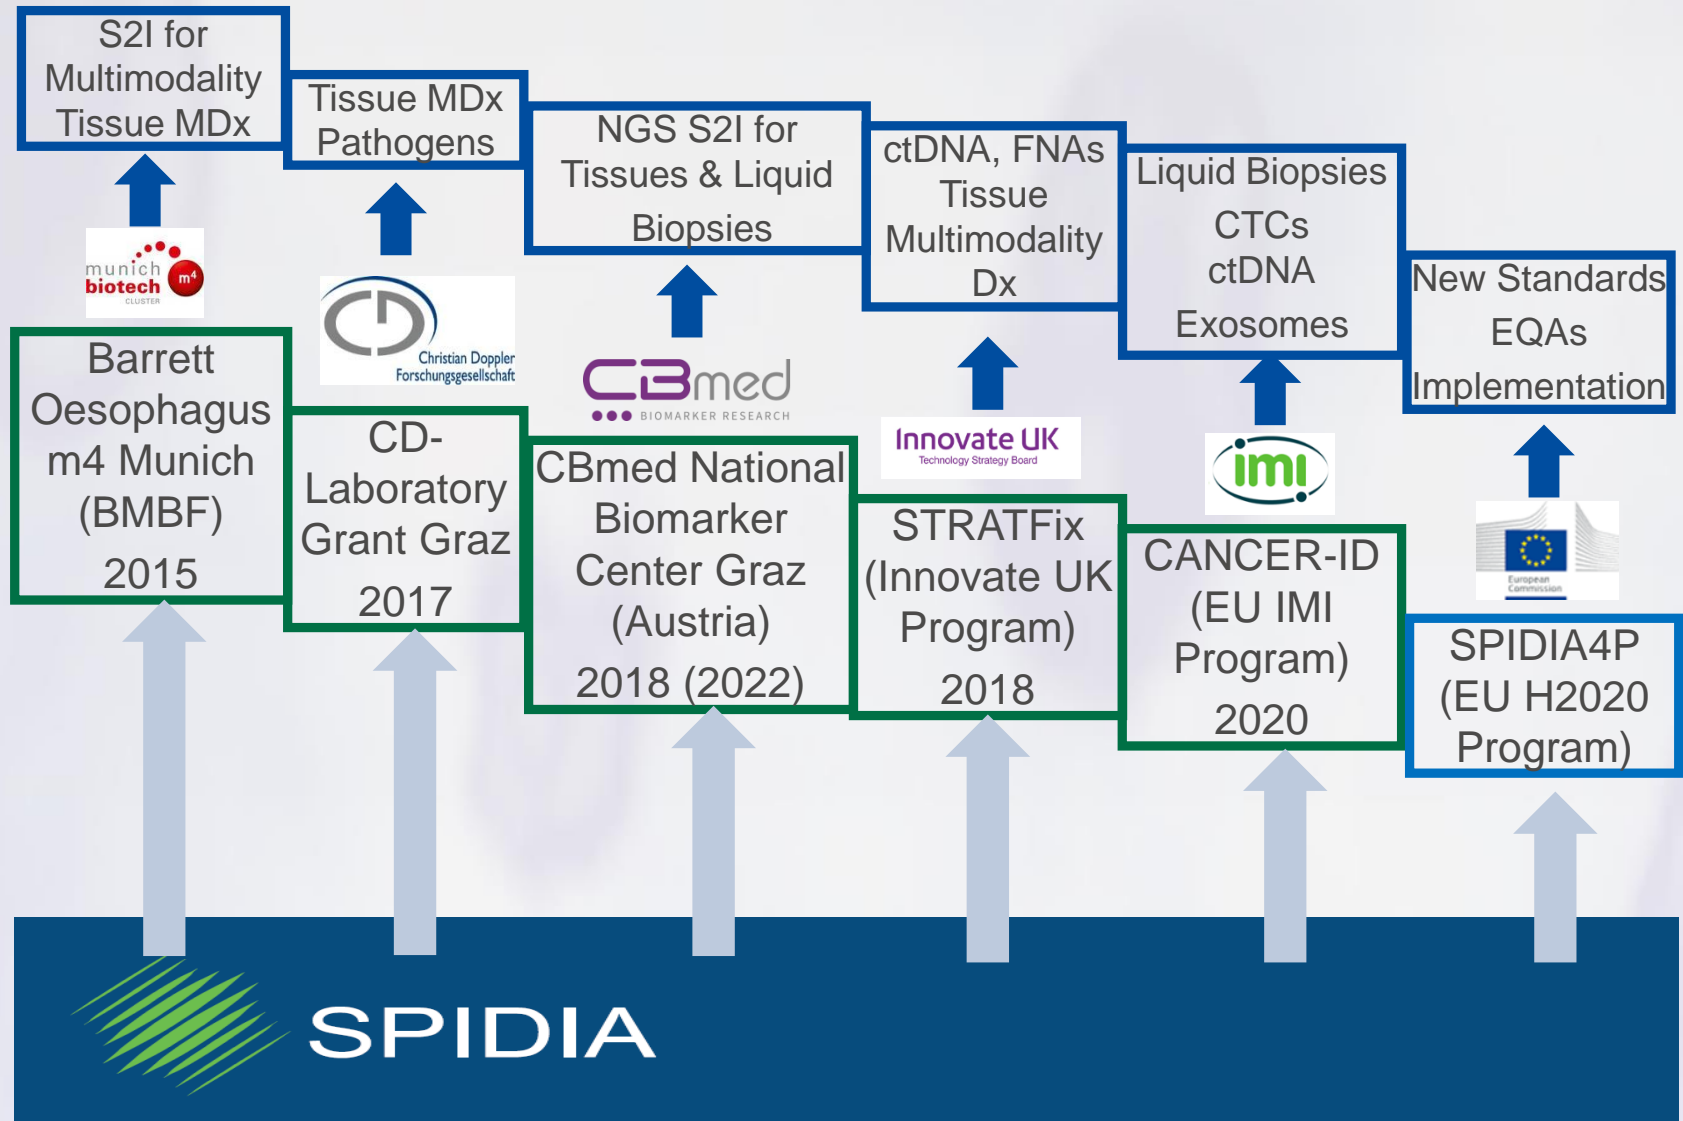 S2I for
Multimodality
Tissue MDx
Tissue MDx
Pathogens
NGS S2I for
Tissues & Liquid
Biopsies
ctDNA, FNAs
Tissue
Multimodality
Dx
Liquid Biopsies
CTCs
ctDNA
Exosomes
New Standards
EQAs
Implementation
munich
biotech
CLUSTER
m4
CD
Christian Doppler
Forschungsgesellschaft
CBmed
BIOMARKER RESEARCH
Innovate UK
Technology Strategy Board
imi
European
Commission
Barrett
Oesophagus
m4 Munich
(BMBF)
2015
CD-
Laboratory
Grant Graz
2017
CBmed National
Biomarker
Center Graz
(Austria)
2018 (2022)
STRATFix
(Innovate UK
Program)
2018
CANCER-ID
(EU IMI
Program)
2020
SPIDIA4P
(EU H2020
Program)
SPIDIA